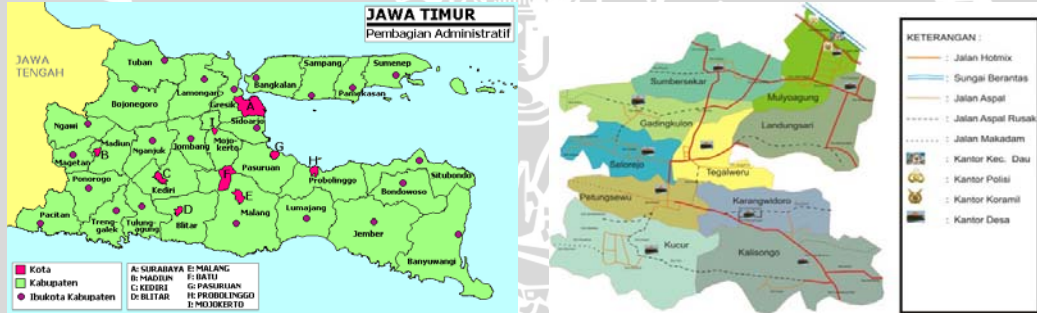 JAWA TIMUR
Pembagian Administratif
JAWA
TENGAH
Tuban
Lamongan
Gresik
Bangkalan
Sampang
Sumenep
Pamekasan
Bojonegoro
A
Sidoarjo
Ngawi
Madiun
B
Magetan
Nganjuk
Jombang
I
Mojo-
kerto
G
Pasuruan
H
Probolinggo
Ponorogo
C
Kediri
F
E
Situbondo
Bondowoso
Pacitan
Treng-
galek
Tulung-
agung
D
Blitar
Malang
Lumajang
Jember
Banyuwangi
Kota
Kabupaten
Ibukota Kabupaten
A: SURABAYA E: MALANG
B: MADIUN F: BATU
C: KEDIRI G: PASURUAN
D: BLITAR H: PROBOLINGGO
I: MOJOKERTO
Sumbersekar
Mulyoagung
Gadingkulon
Landungsari
Selorejo
Tegalweru
Petungsewu
Karangwidoro
Kucur
Kalisongo
KETERANGAN :
: Jalan Hotmix
: Sungai Berantas
: Jalan Aspal
: Jalan Aspal Rusak
: Jalan Makadam
: Kantor Kec. Dau
: Kantor Polisi
: Kantor Koramil
: Kantor Desa